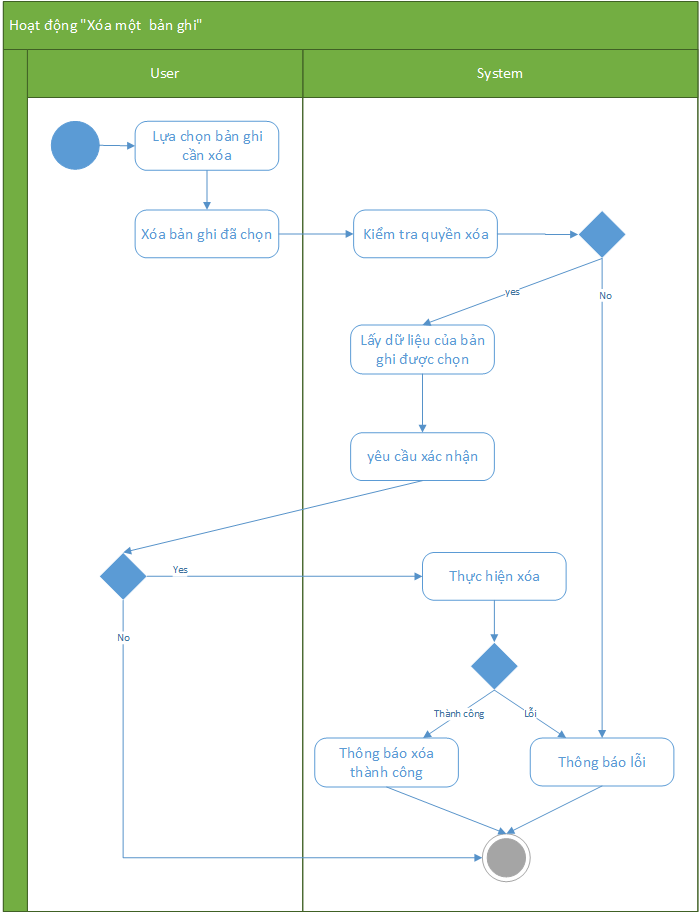 Hoạt động "Xóa một  bản ghi"
User
System
Lựa chọn bản ghi
cần xóa
Xóa bản ghi đã chọn
Kiểm tra quyền xóa
yes
No
Lấy dữ liệu của bản
ghi được chọn
yêu cầu xác nhận
Yes
Thực hiện xóa
No
Thành công
Lỗi
Thông báo xóa
thành công
Thông báo lỗi